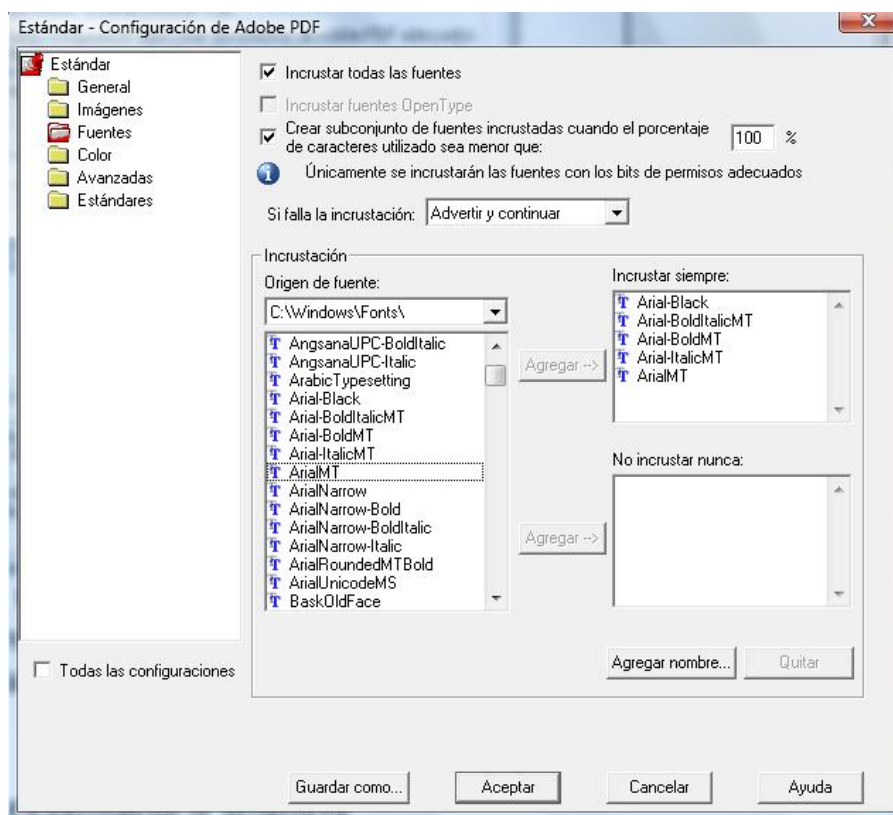 Estándar - Configuración de Adobe PDF
Estándar
General
Imágenes
Fuentes
Color
Avanzadas
Estándares
Todas las configuraciones
Incrustar todas las fuentes
Incrustar fuentes OpenType
Crear subconjunto de fuentes incrustadas cuando el porcentaje
de caracteres utilizado sea menor que:
100 %
Únicamente se incrustarán las fuentes con los bits de permisos adecuados
Si falla la incrustación: Advertir y continuar
Incrustación
Origen de fuente:
C:\Windows\Fonts\
AngsanaUPC-BoldItalic
AngsanaUPC-Italic
ArabicTypesetting
Arial-Black
Arial-BoldItalicMT
Arial-BoldMT
Arial-ItalicMT
ArialMT
ArialNarrow
ArialNarrow-Bold
ArialNarrow-BoldItalic
ArialNarrow-Italic
ArialRoundedMTBold
ArialUnicodeMS
BaskOldFace
Agregar -->
Agregar -->
Incrustar siempre:
Arial-Black
Arial-BoldItalicMT
Arial-BoldMT
Arial-ItalicMT
ArialMT
No incrustar nunca:
Agregar nombre...
Quitar
Guardar como...
Aceptar
Cancelar
Ayuda